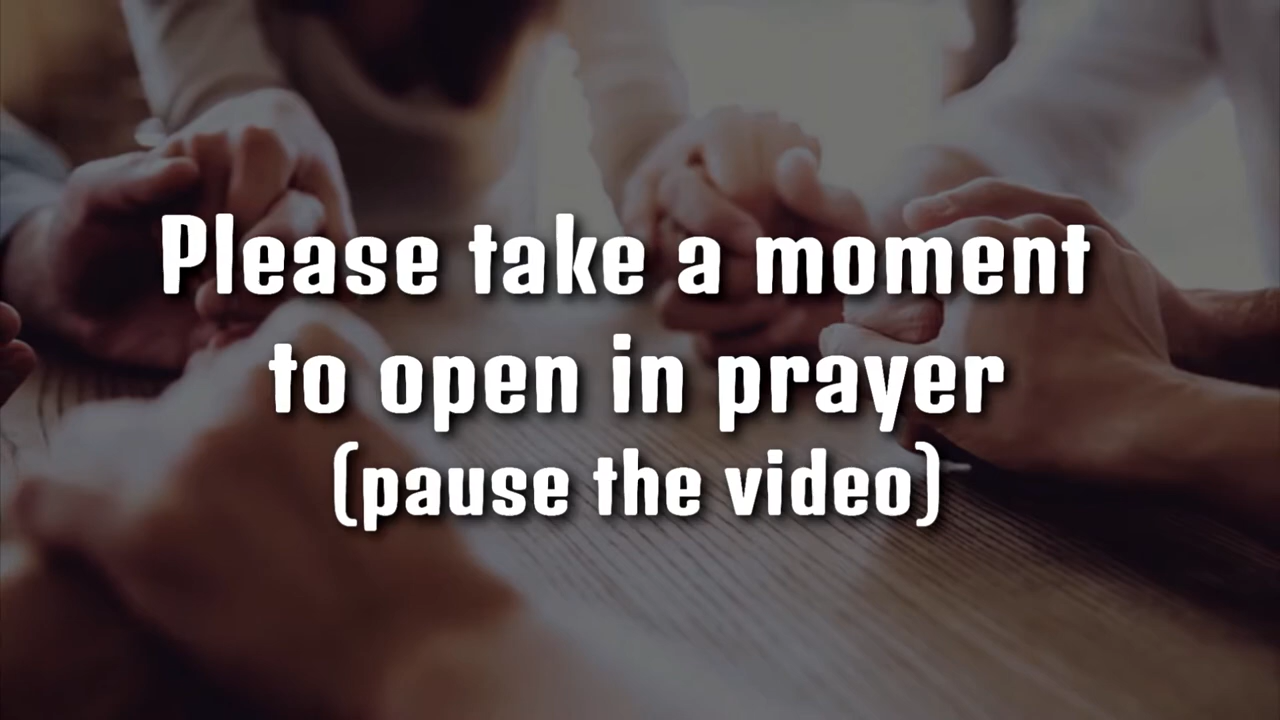 Please take a moment
to open in prayer
(pause the video)